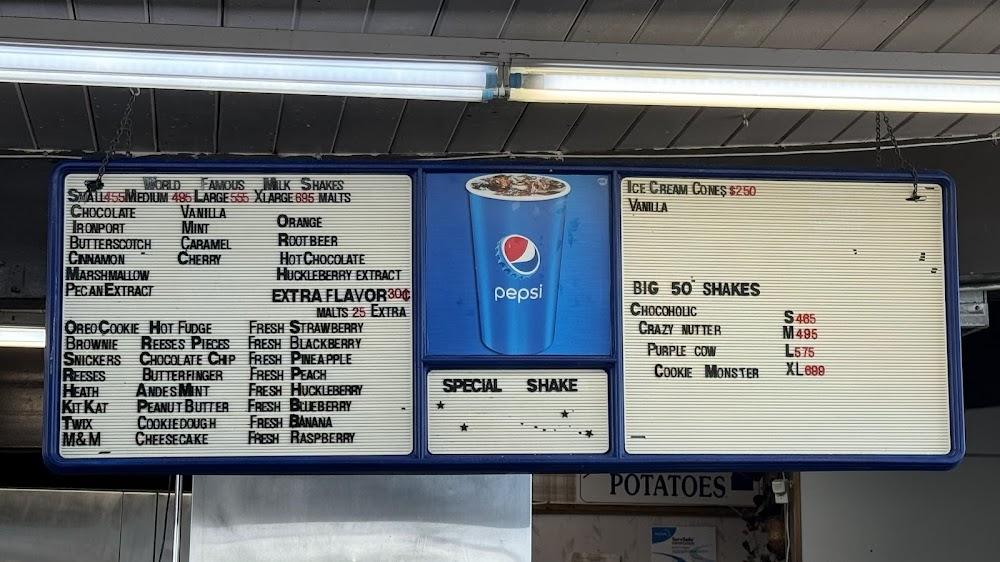 World Famous Milk Shakes
Small 455 Medium 495 Large 555 XLarge 695 Malts
Chocolate Vanilla Orange
Ironport Mint Root Beer
Butterscotch Caramel Hot Chocolate
Cinnamon Cherry Huckleberry Extract
Marshmallow
Pecan Extract
EXTRA FLAVOR 30¢
Malts 25 Extra
Oreo Cookie Hot Fudge Fresh Strawberry
Brownie Reeses Pieces Fresh Blackberry
Snickers Chocolate Chip Fresh Pineapple
Reeses Butterfinger Fresh Peach
Heath Andes Mint Fresh Huckleberry
Kit Kat Peanut Butter Fresh Blueberry
Twix Cookie Dough Fresh Banana
M&M Cheesecake Fresh Raspberry
pepsi
SPECIAL SHAKE
Ice Cream Cones $250
Vanilla
BIG 50" SHAKES
Chocoholic S 465
Crazy Nutter M 495
Purple Cow L 575
Cookie Monster XL 699
POTATOES